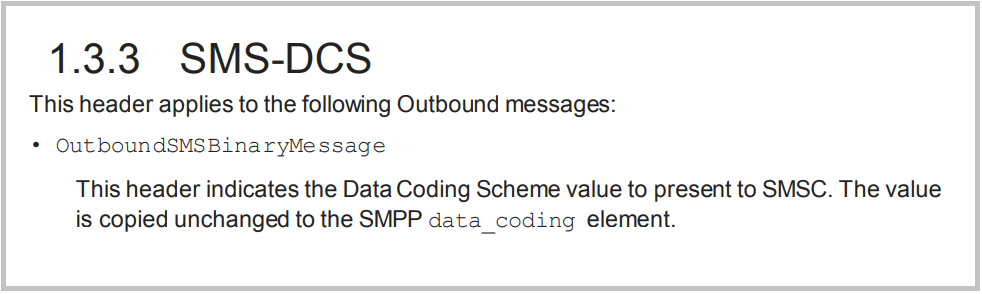 1.3.3 SMS-DCS
This header applies to the following Outbound messages:
• OutboundSMSBinaryMessage
This header indicates the Data Coding Scheme value to present to SMSC. The value
is copied unchanged to the SMPP data_coding element.